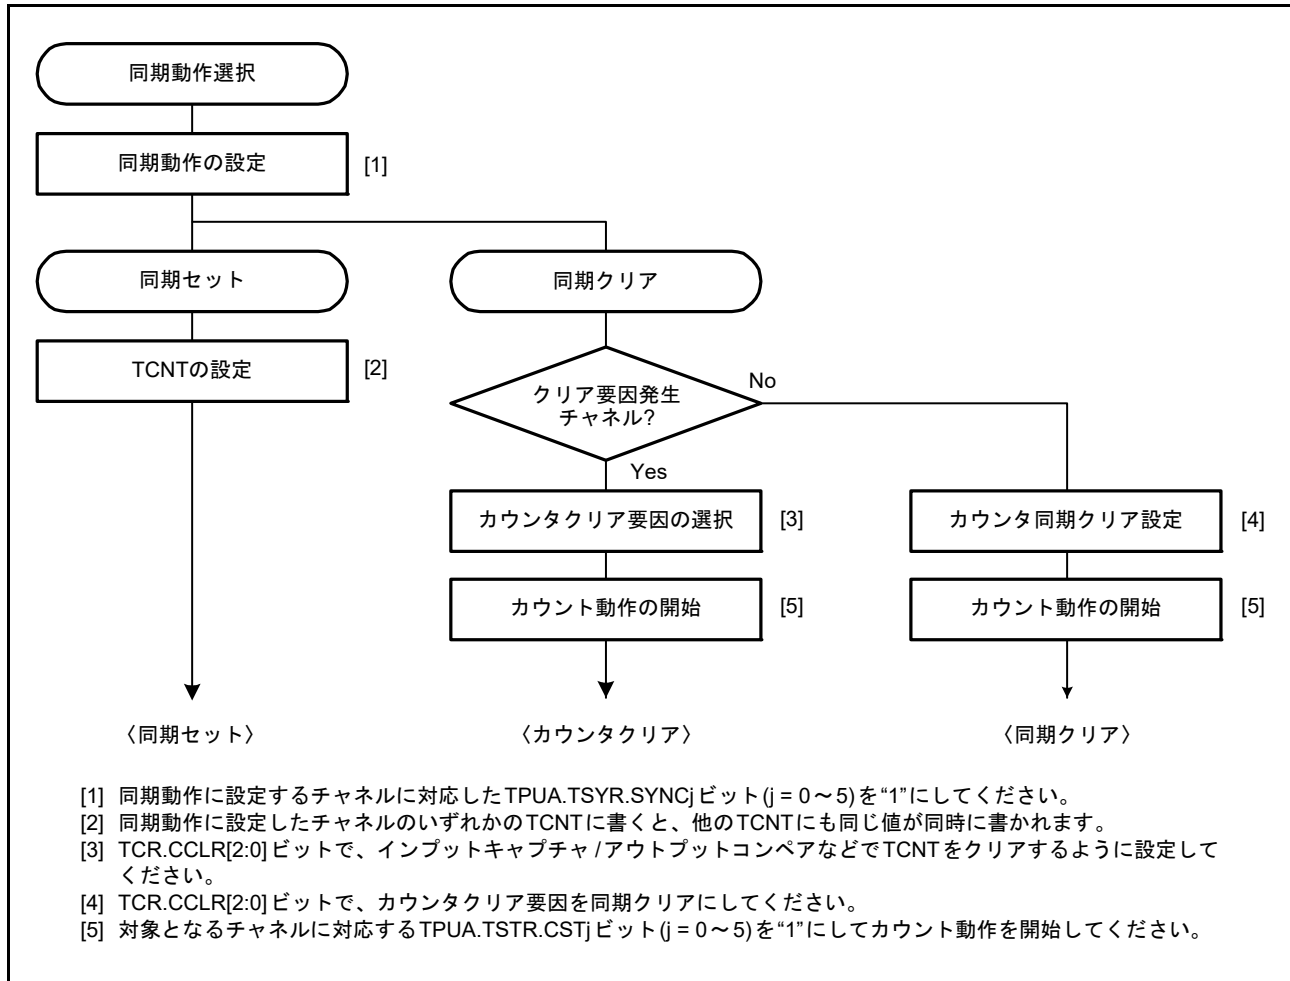 同期動作選択
同期動作の設定
[1]
同期セット
同期クリア
TCNTの設定
[2]
クリア要因発生
チャネル?
No
Yes
カウンタクリア要因の選択
[3]
カウンタ同期クリア設定
[4]
カウント動作の開始
[5]
カウント動作の開始
[5]
〈同期セット〉
〈カウンタクリア〉
〈同期クリア〉
[1] 同期動作に設定するチャネルに対応したTPUA.TSYR.SYNCjビット(j = 0～5)を“1”にしてください。
[2] 同期動作に設定したチャネルのいずれかのTCNTに書くと、他のTCNTにも同じ値が同時に書かれます。
[3] TCR.CCLR[2:0]ビットで、インプットキャプチャ/アウトプットコンペアなどでTCNTをクリアするように設定して
ください。
[4] TCR.CCLR[2:0]ビットで、カウンタクリア要因を同期クリアにしてください。
[5] 対象となるチャネルに対応するTPUA.TSTR.CSTjビット(j = 0～5)を“1”にしてカウント動作を開始してください。